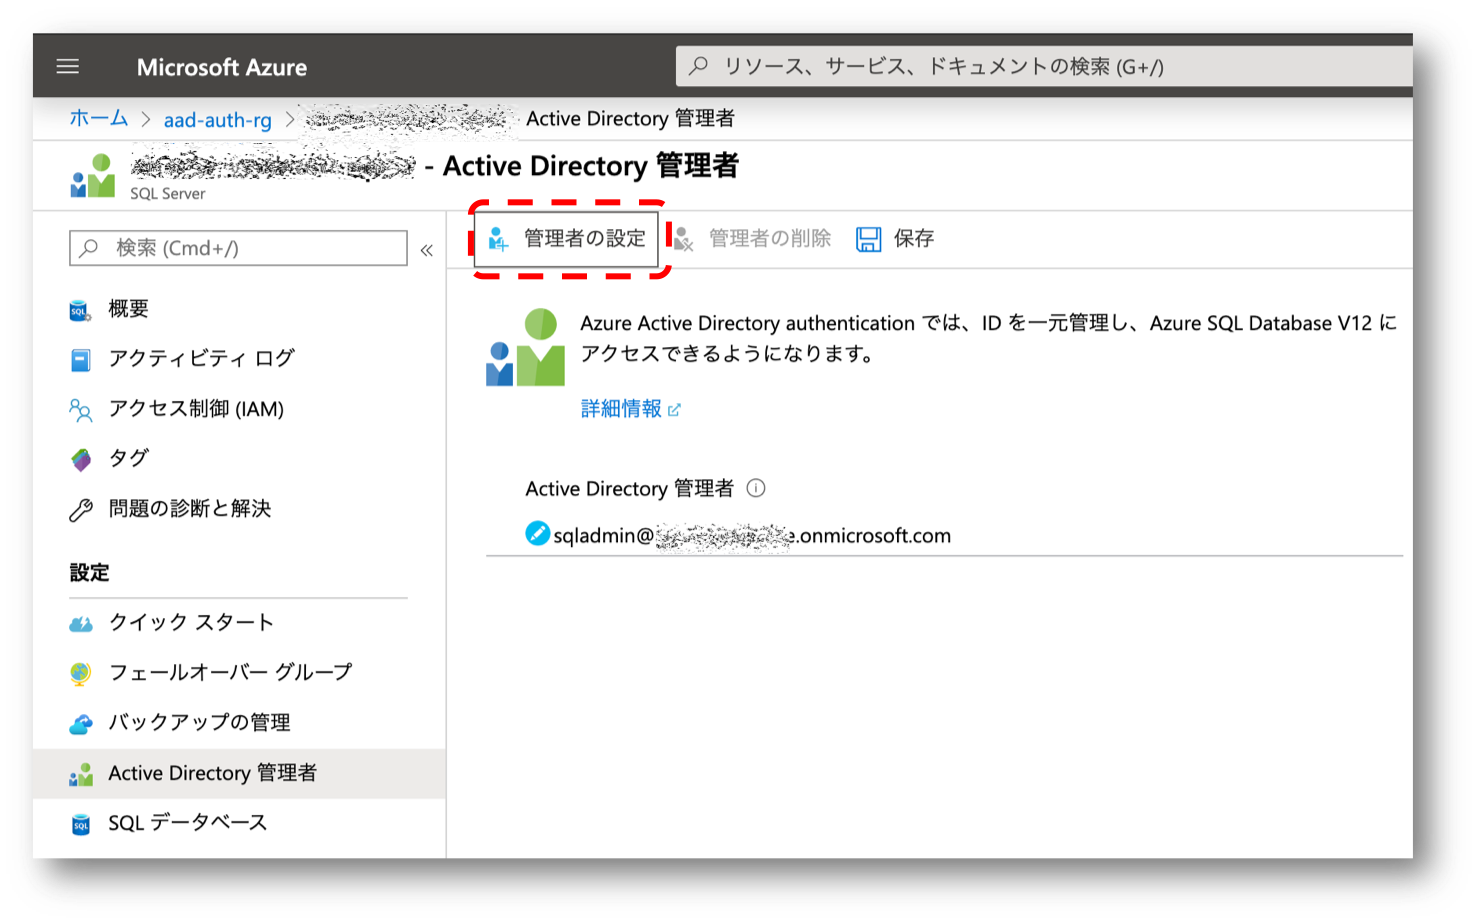 Microsoft Azure
リソース、サービス、ドキュメントの検索 (G+/)
ホーム > aad-auth-rg > Active Directory 管理者
- Active Directory 管理者
SQL Server
検索 (Cmd+/)
«
管理者の設定
管理者の削除
保存
概要
アクティビティ ログ
アクセス制御 (IAM)
タグ
問題の診断と解決
設定
クイック スタート
フェールオーバー グループ
バックアップの管理
Active Directory 管理者
SQL データベース
Azure Active Directory authentication では、ID を一元管理し、Azure SQL Database V12 に
アクセスできるようになります。
詳細情報
Active Directory 管理者
sqladmin@ e.onmicrosoft.com